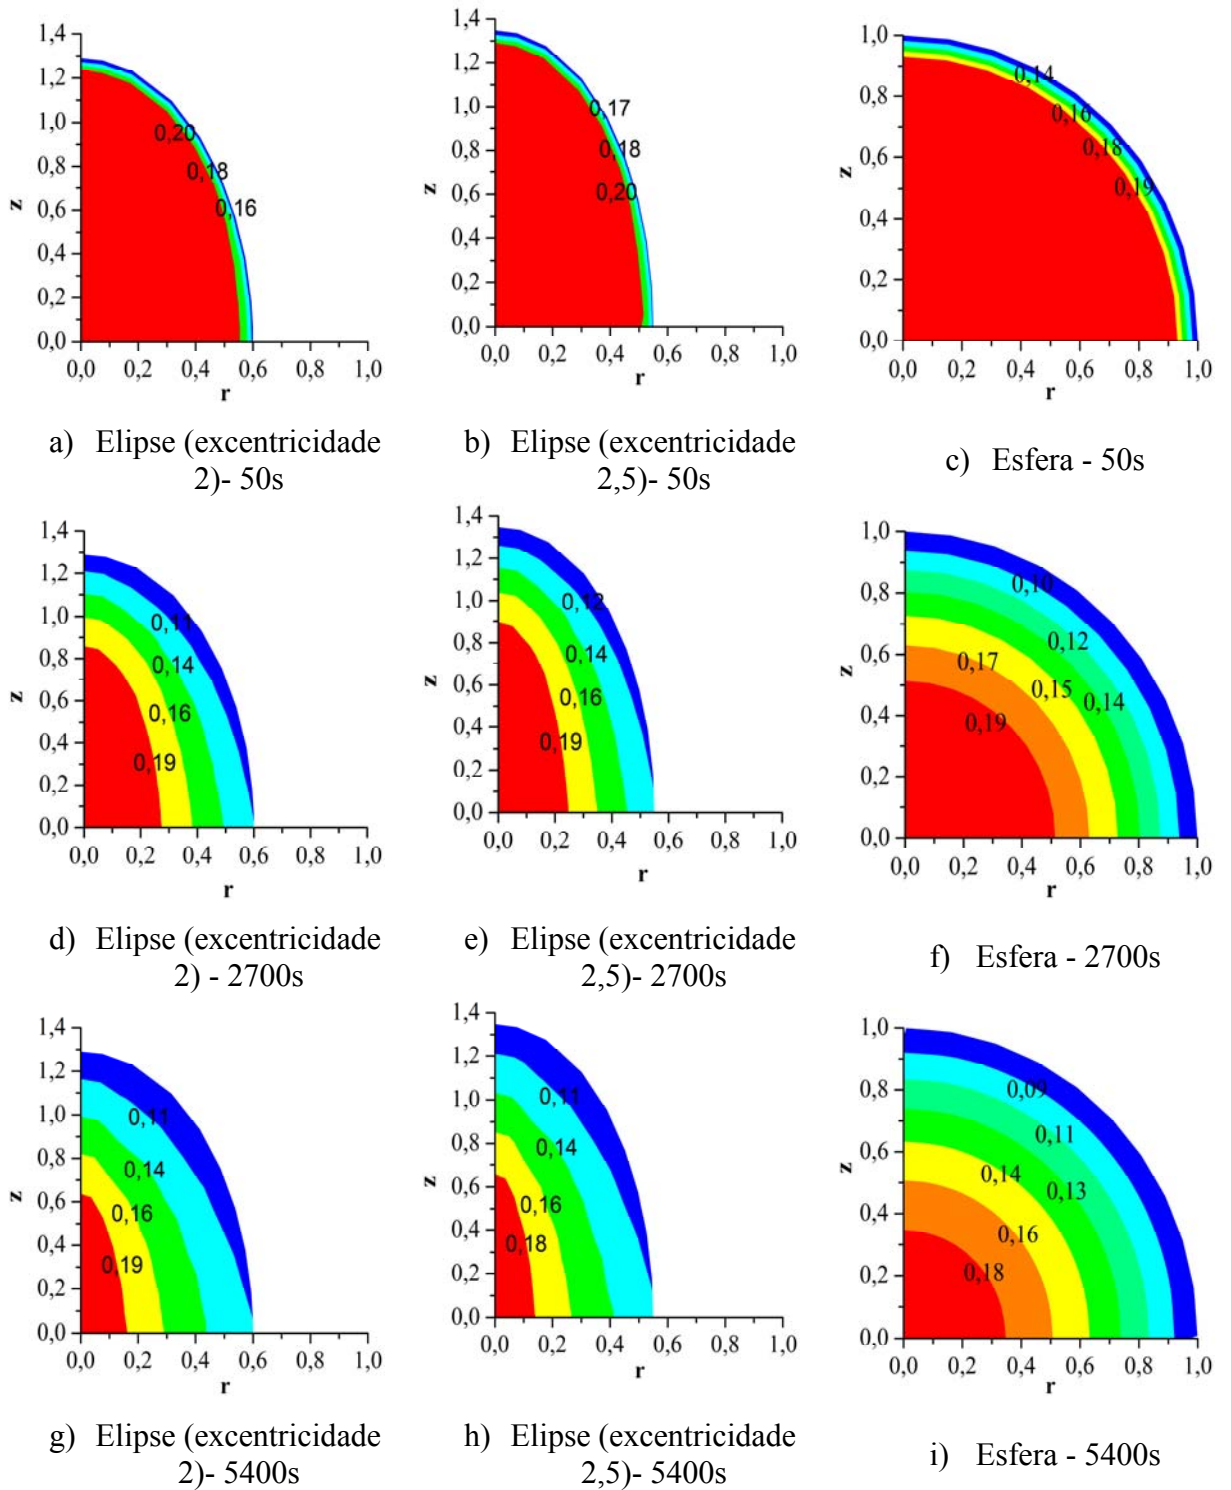 1,4
1,2
1,0
0,8
0,6
0,4
0,2
0,0
z
0,20
0,18
0,16
0,0 0,2 0,4 0,6 0,8 1,0
r
1,4
1,2
1,0
0,8
0,6
0,4
0,2
0,0
z
0,17
0,18
0,20
0,0 0,2 0,4 0,6 0,8 1,0
r
1,0
0,8
0,6
0,4
0,2
0,0
z
0,14
0,16
0,18
0,19
0,0 0,2 0,4 0,6 0,8 1,0
r
a) Elipse (excentricidade
2)- 50s
b) Elipse (excentricidade
2,5)- 50s
c) Esfera - 50s
1,4
1,2
1,0
0,8
0,6
0,4
0,2
0,0
z
0,11
0,14
0,16
0,19
0,0 0,2 0,4 0,6 0,8 1,0
r
1,4
1,2
1,0
0,8
0,6
0,4
0,2
0,0
z
0,12
0,14
0,16
0,19
0,0 0,2 0,4 0,6 0,8 1,0
r
1,0
0,8
0,6
0,4
0,2
0,0
z
0,10
0,12
0,17
0,15
0,14
0,19
0,0 0,2 0,4 0,6 0,8 1,0
r
d) Elipse (excentricidade
2) - 2700s
e) Elipse (excentricidade
2,5)- 2700s
f) Esfera - 2700s
1,4
1,2
1,0
0,8
0,6
0,4
0,2
0,0
z
0,11
0,14
0,16
0,19
0,0 0,2 0,4 0,6 0,8 1,0
r
1,4
1,2
1,0
0,8
0,6
0,4
0,2
0,0
z
0,11
0,14
0,16
0,18
0,0 0,2 0,4 0,6 0,8 1,0
r
1,0
0,8
0,6
0,4
0,2
0,0
z
0,09
0,11
0,14
0,13
0,16
0,18
0,0 0,2 0,4 0,6 0,8 1,0
r
g) Elipse (excentricidade
2)- 5400s
h) Elipse (excentricidade
2,5)- 5400s
i) Esfera - 5400s